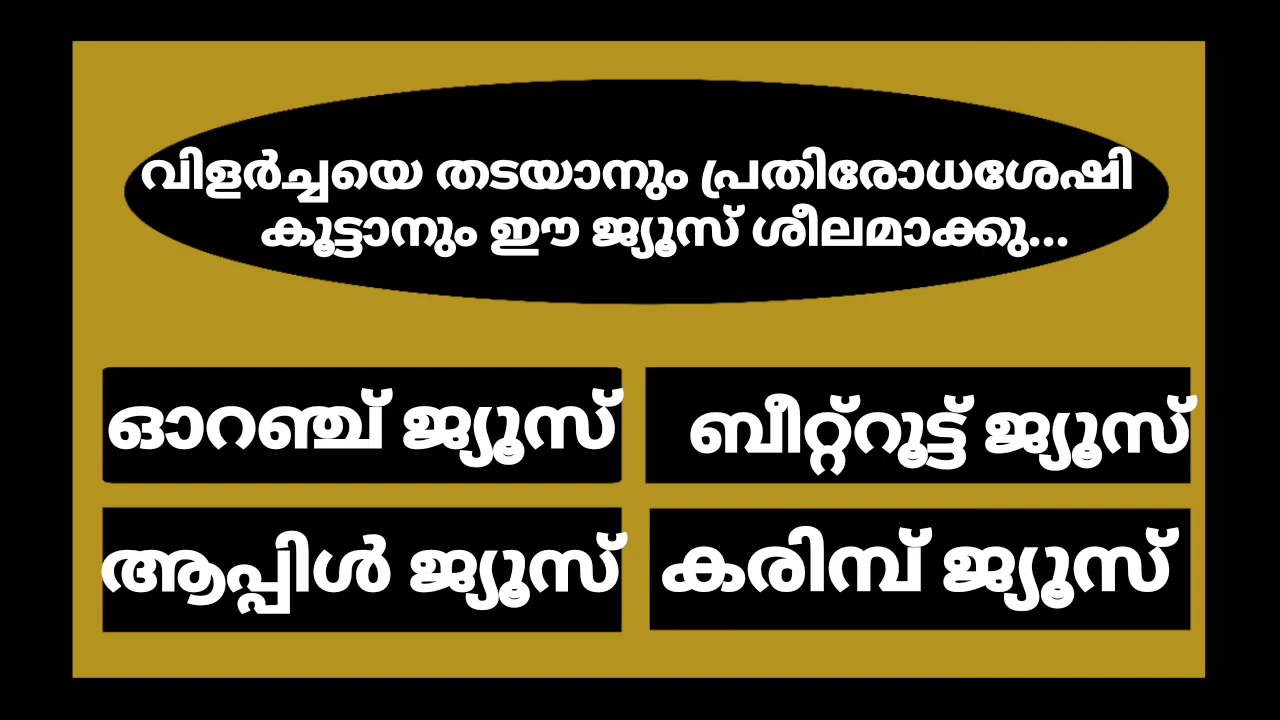 വിളർച്ചയെ തടയാനും പ്രതിരോധശേഷി
കൂട്ടാനും ഈ ജ്യൂസ് ശീലമാക്കു...
ഓറഞ്ച് ജ്യൂസ്
ബീറ്റ്റൂട്ട് ജ്യൂസ്
ആപ്പിൾ ജ്യൂസ്
കരിമ്പ് ജ്യൂസ്